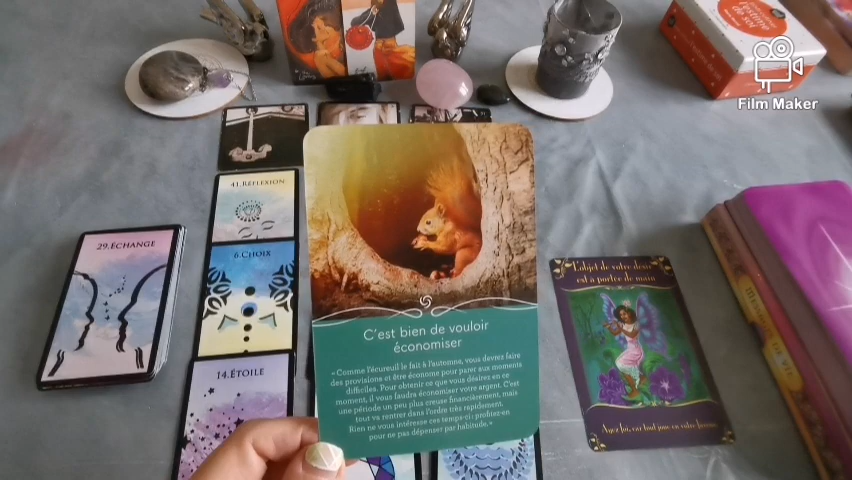 estime
de soi
Film Maker
41.RÉFLEXION
29.ÉCHANGE
6.CHOIX
14.ÉTOILE
C'est bien de vouloir
économiser
« Comme l'écureuil le fait à l'automne, vous devrez faire
des provisions et être économe pour parer aux moments
difficiles. Pour obtenir ce que vous désirez en ce
moment, il vous faudra économiser votre argent. C'est
une période un peu plus creuse financièrement, mais
tout va rentrer dans l'ordre très rapidement.
Bien ne vous intéresse ces temps-ci: profitez-en
pour ne pas dépenser par habitude. »
L'objet de votre désir
est à portée de main
Ayez foi, car tout joue en votre faveur